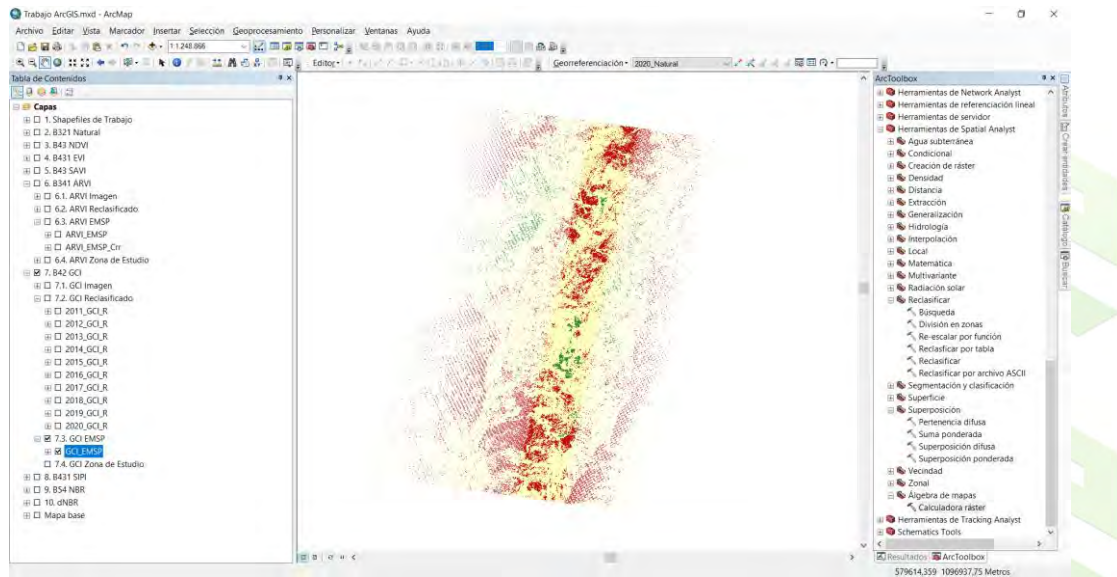 Trabajo ArcGIS.mxd - ArcMap
Archivo Editar Vista Marcador Insertar Selección Geoprocesamiento Personalizar Ventanas Ayuda
1:1.248.066
Editor Georreferenciación 2020_Natural
Tabla de Contenidos
Capas
1. Shapefiles de Trabajo
2. B321 Natural
3. B43 NDVI
4. B431 EVI
5. B43 SAVI
6. B341 ARVI
6.1. ARVI Imagen
6.2. ARVI Reclasificado
6.3. ARVI EMSP
ARVI_EMSP
ARVI_EMSP_Crr
6.4. ARVI Zona de Estudio
7. B42 GCI
7.1. GCI Imagen
7.2. GCI Reclasificado
2011_GCI_R
2012_GCI_R
2013_GCI_R
2014_GCI_R
2015_GCI_R
2016_GCI_R
2017_GCI_R
2018_GCI_R
2019_GCI_R
2020_GCI_R
7.3. GCI EMSP
GCI_EMSP
7.4. GCI Zona de Estudio
8. B431 SIPI
9. B54 NBR
10. dNBR
Mapa base
ArcToolbox
Herramientas de Network Analyst
Herramientas de referenciación lineal
Herramientas de servidor
Herramientas de Spatial Analyst
Agua subterránea
Condicional
Creación de ráster
Densidad
Distancia
Extracción
Generalización
Hidrología
Interpolación
Local
Matemática
Multivariante
Radiación solar
Reclasificar
Búsqueda
División en zonas
Re-escalar por función
Reclasficar por tabla
Reclasificar
Reclasificar por archivo ASCII
Segmentación y clasificación
Superficie
Superposición
Pertenencia difusa
Suma ponderada
Superposición difusa
Superposición ponderada
Vecindad
Zonal
Álgebra de mapas
Calculadora ráster
Herramientas de Tracking Analyst
Schematics Tools
Resultados ArcToolbox
Atributos
Crear entidades
Catálogo
Buscar
579614,359 1096937,75 Metros